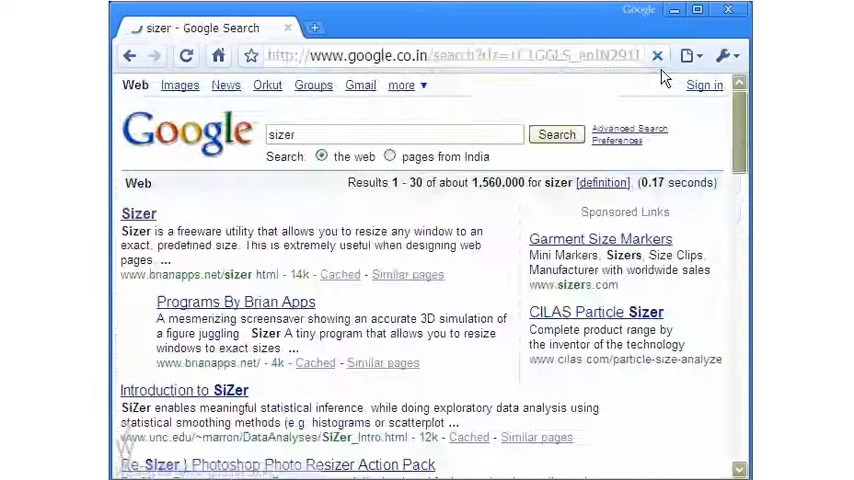 Google
sizer - Google Search
http://www.google.co.in/search?rlz=
Web Images News Orkut Groups Gmail more ▼ Sign in
Google sizer Search Advanced Search
Preferences
Search: the web pages from India
Web Results 1 - 30 of about 1,560,000 for sizer [definition]. (0.17 seconds)
Sizer
Sizer is a freeware utility that allows you to resize any window to an
exact, predefined size. This is extremely useful when designing web
pages. ...
www.brianapps.net/sizer html - 14k - Cached - Similar pages
Programs By Brian Apps
A mesmerizing screensaver showing an accurate 3D simulation of
a figure juggling Sizer A tiny program that allows you to resize
windows to exact sizes ...
www.brianapps.net/ - 4k - Cached - Similar pages
Introduction to SiZer
SiZer enables meaningful statistical inference, while doing exploratory data analysis using
statistical smoothing methods (e.g. histograms or scatterplot ...
www.unc.edu/~marron/DataAnalyses/SiZer_Intro.html - 12k - Cached - Similar pages
Re-Sizer } Photoshop Photo Resizer Action Pack
Sponsored Links
Garment Size Markers
Mini Markers, Sizers, Size Clips,
Manufacturer with worldwide sales
www.sizers.com
CILAS Particle Sizer
Complete product range by
the inventor of the technology
www.cilas com/particle-size-analyze